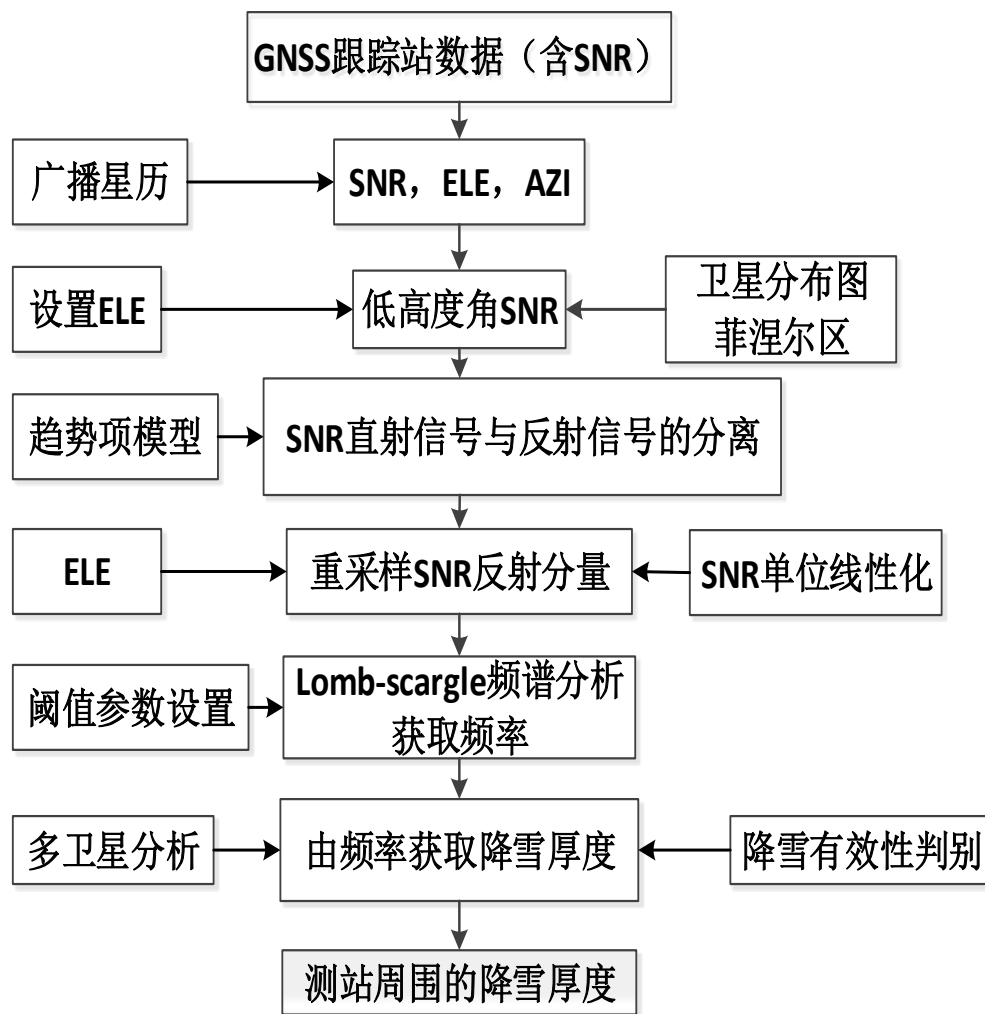 GNSS跟踪站数据（含SNR）
广播星历
SNR，ELE，AZI
设置ELE
低高度角SNR
卫星分布图
菲涅尔区
趋势项模型
SNR直射信号与反射信号的分离
ELE
重采样SNR反射分量
SNR单位线性化
阈值参数设置
Lomb-scargle频谱分析
获取频率
多卫星分析
由频率获取降雪厚度
降雪有效性判别
测站周围的降雪厚度